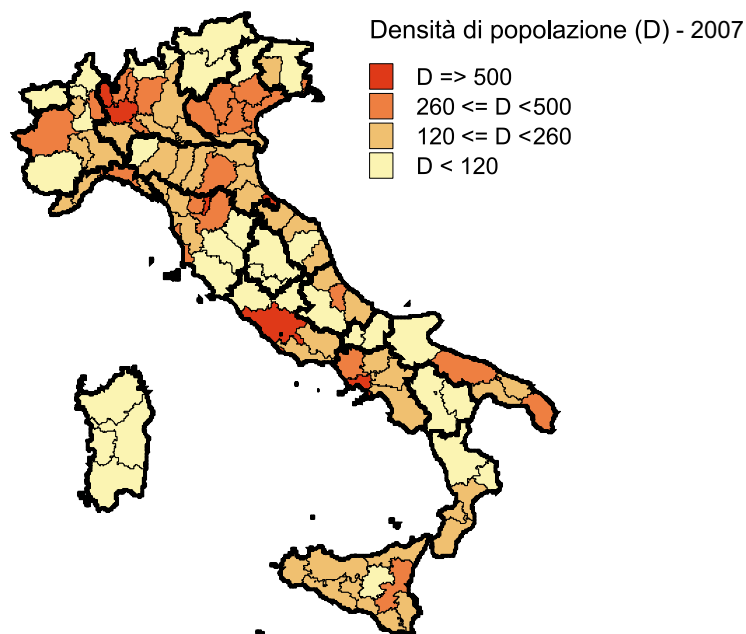 Densità di popolazione (D) - 2007
D => 500
260 <= D <500
120 <= D <260
D < 120